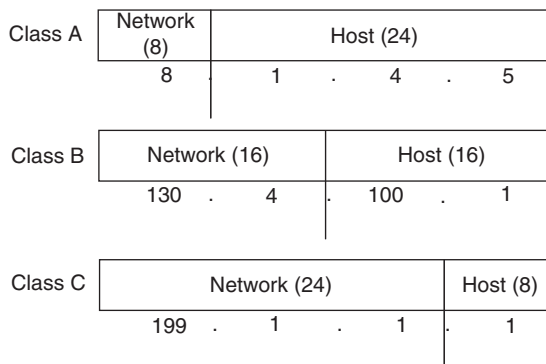 Class A
Network
(8)
Host (24)
8 . 1 . 4 . 5
Class B
Network (16)
Host (16)
130 . 4 . 100 . 1
Class C
Network (24)
Host (8)
199 . 1 . 1 . 1